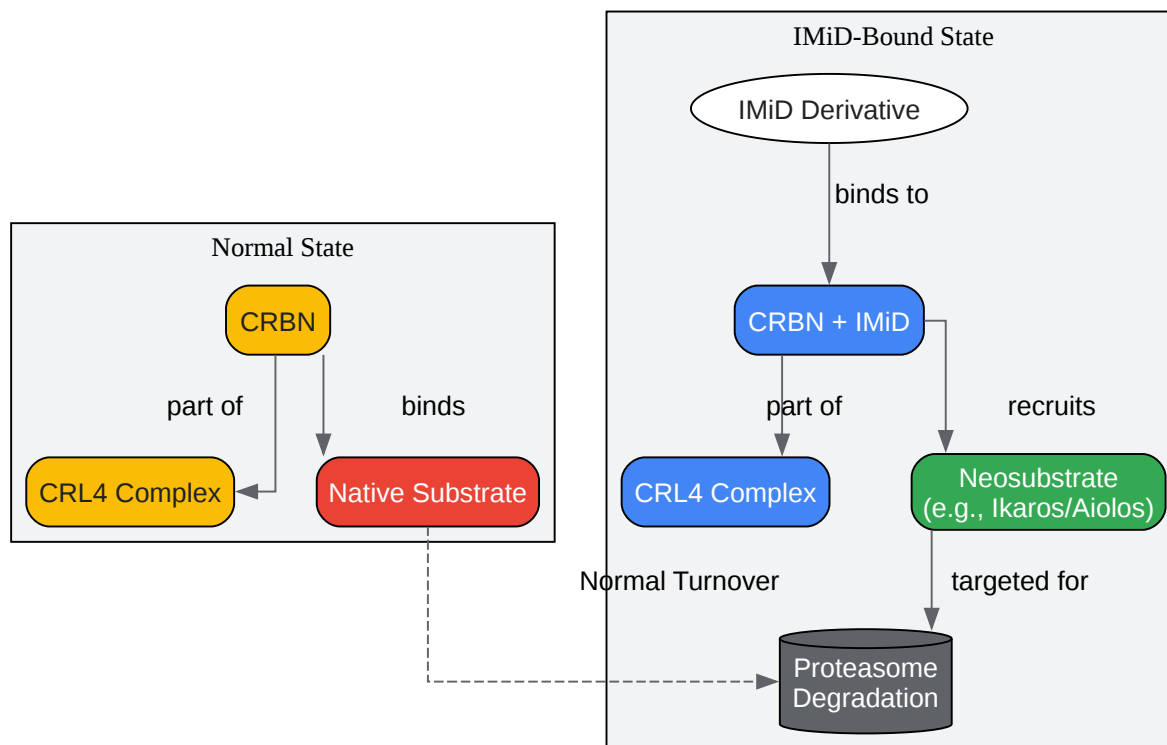 IMiD-Bound State
IMiD Derivative
binds to
Normal State
CRBN
part of
binds
CRL4 Complex
Native Substrate
CRBN + IMiD
part of
recruits
CRL4 Complex
Neosubstrate
(e.g., Ikaros/Aiolos)
Normal Turnover
targeted for
Proteasome
Degradation